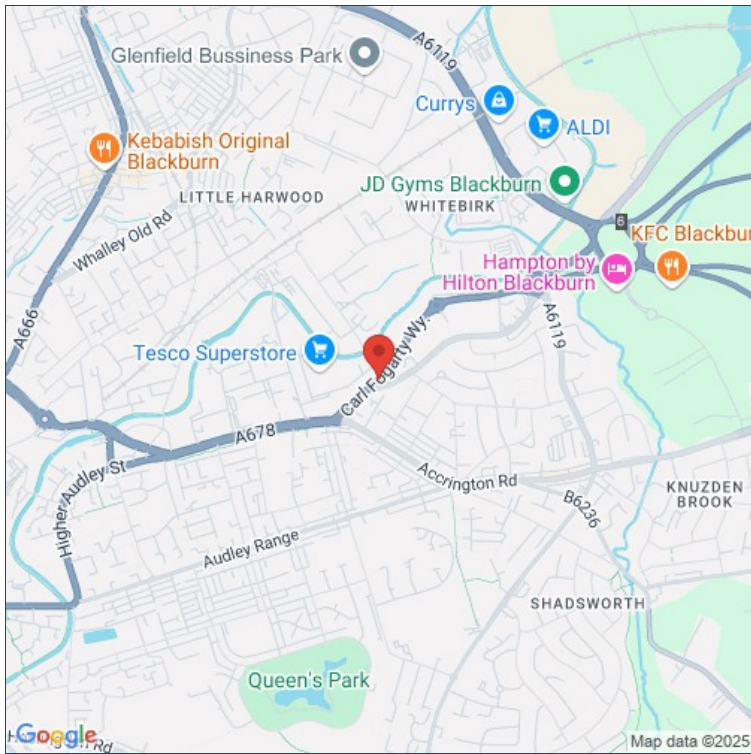 A6119
Glenfield Bussiness Park
Currys
ALDI
Kebabish Original
Blackburn
JD Gyms Blackburn
LITTLE HARWOOD
WHITEBIRK
6
KFC Blackbur
Whalley Old Rd
Hampton by
Hilton Blackburn
A666
Carl Fogarty Wy.
A6119
Tesco Superstore
A678
Higher Audley St
Accrington Rd
KNUZDEN
BROOK
B6236
Audley Range
SHADSWORTH
Queen's Park
Google
Rd
Map data ©2025